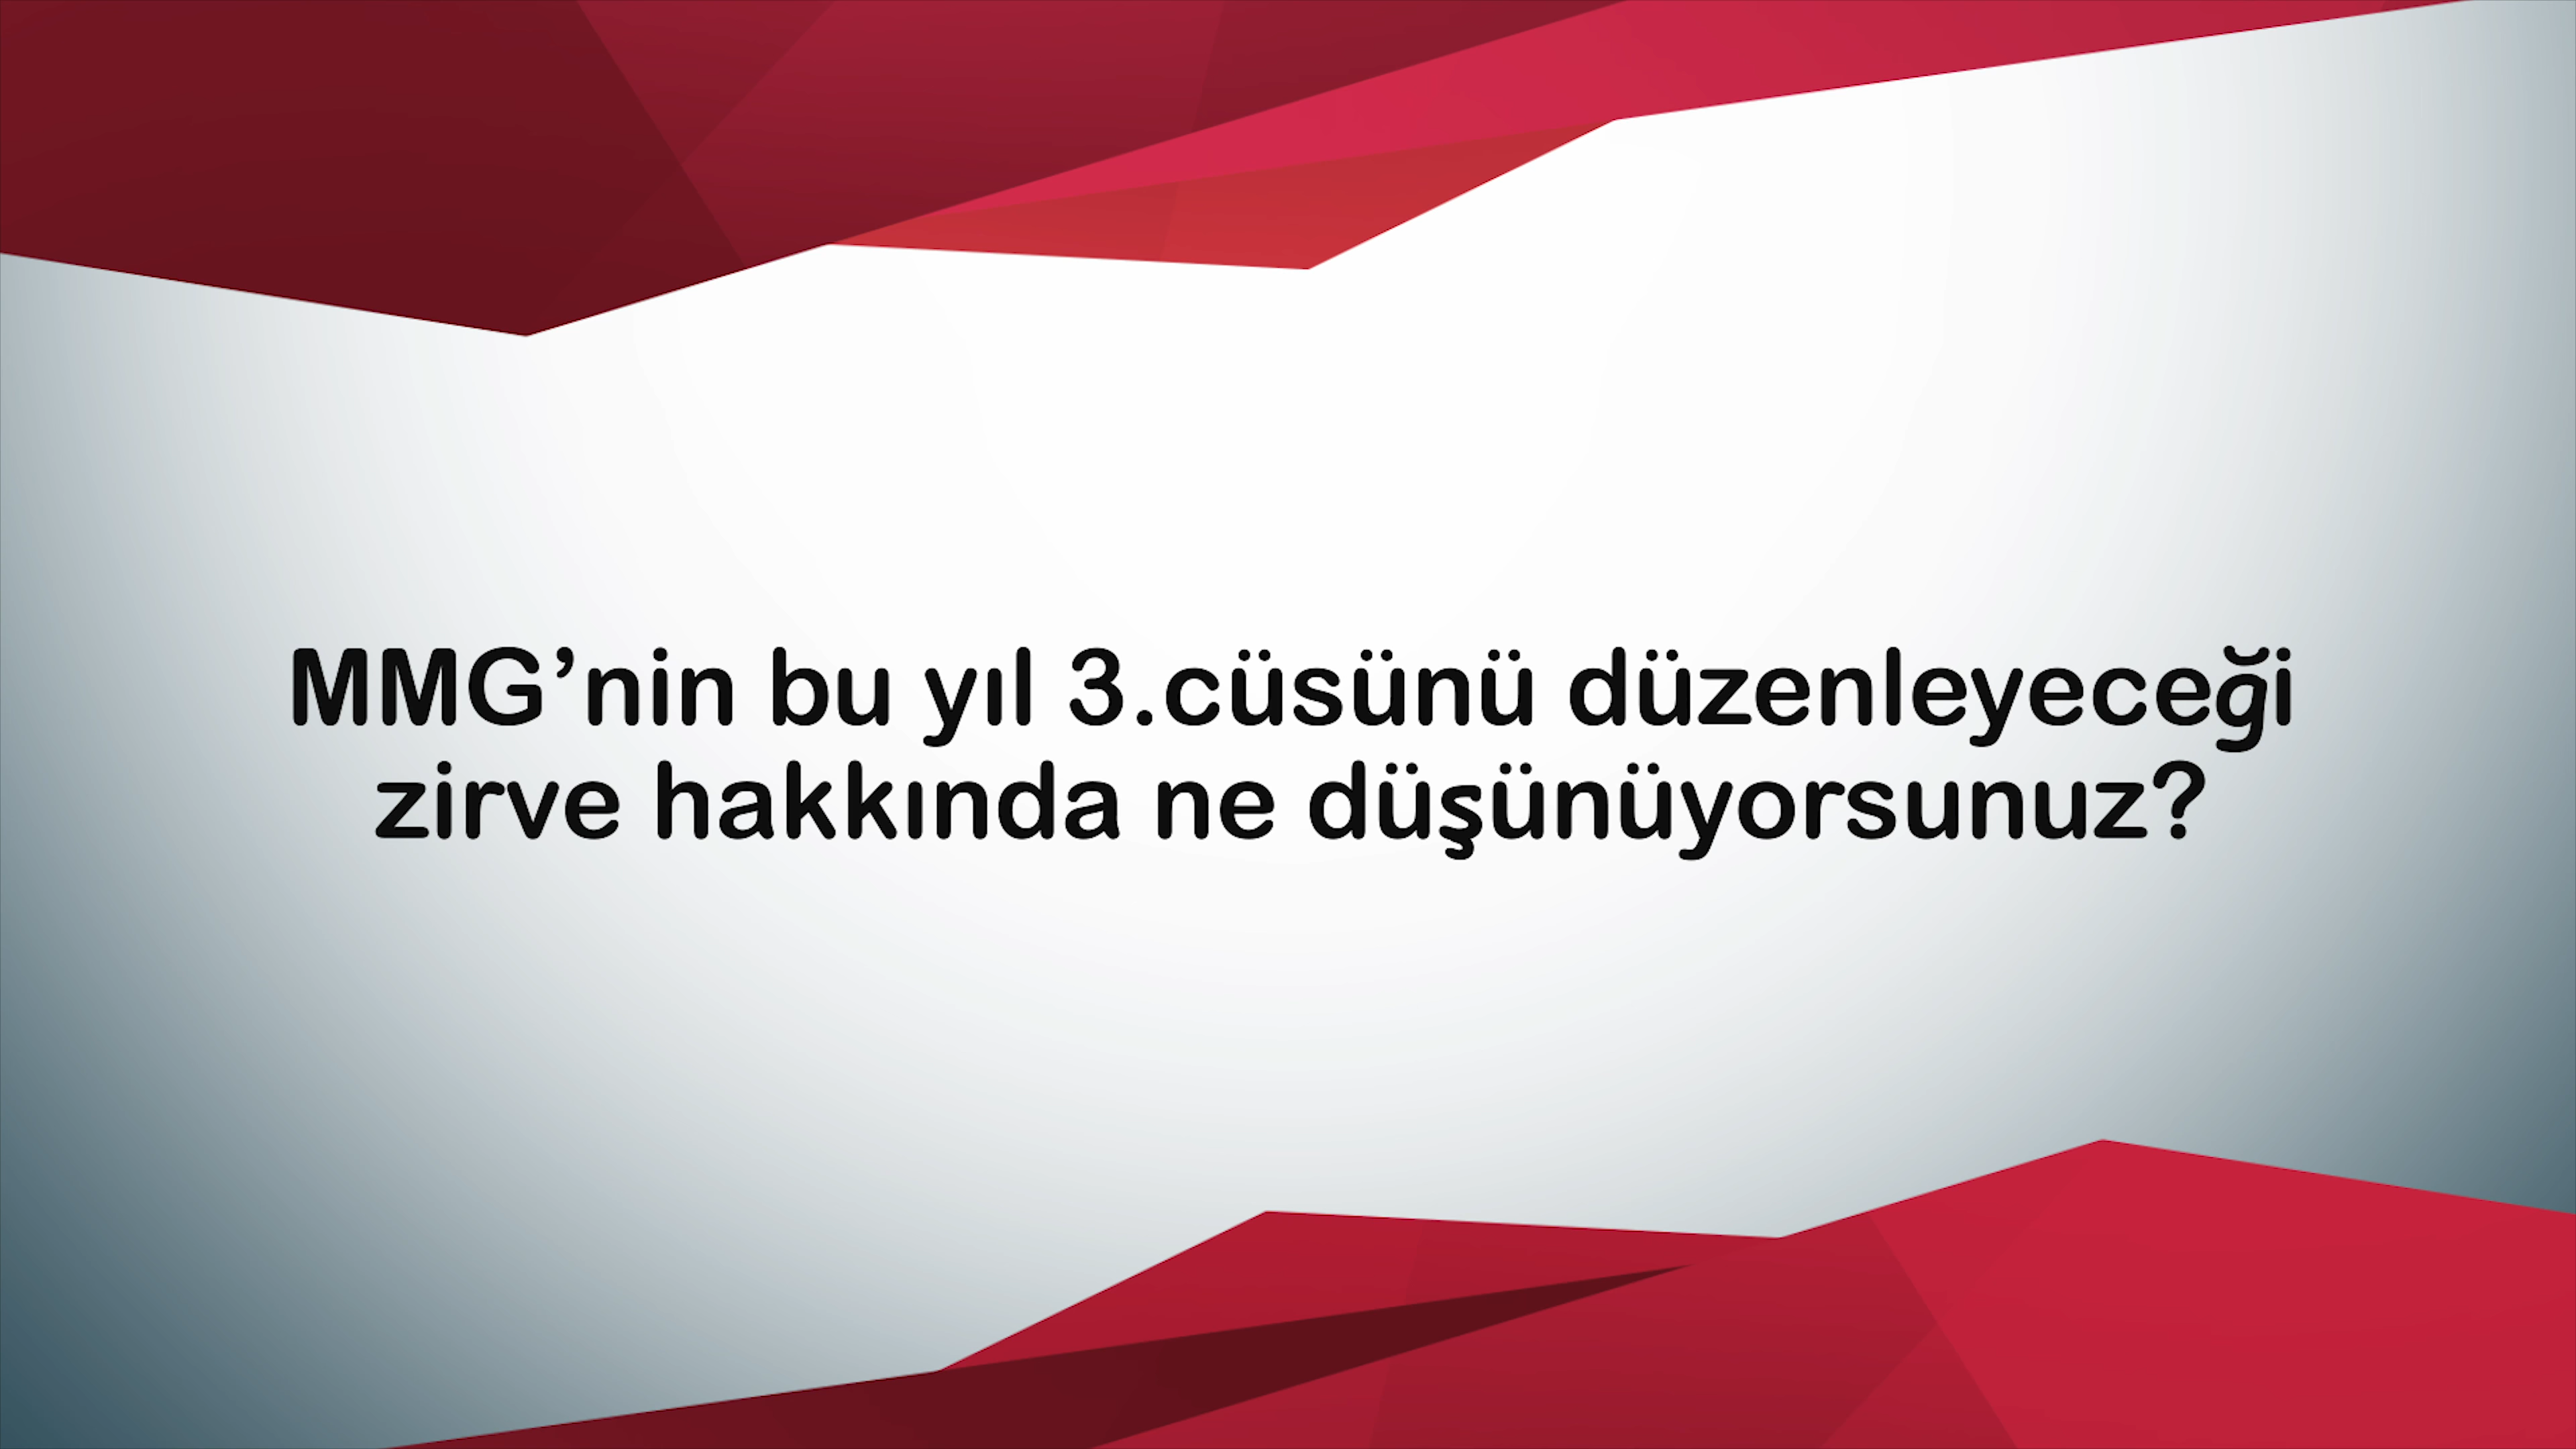 MMG’nin bu yıl 3.cüsünü düzenleyeceği
zirve hakkında ne düşünüyorsunuz?